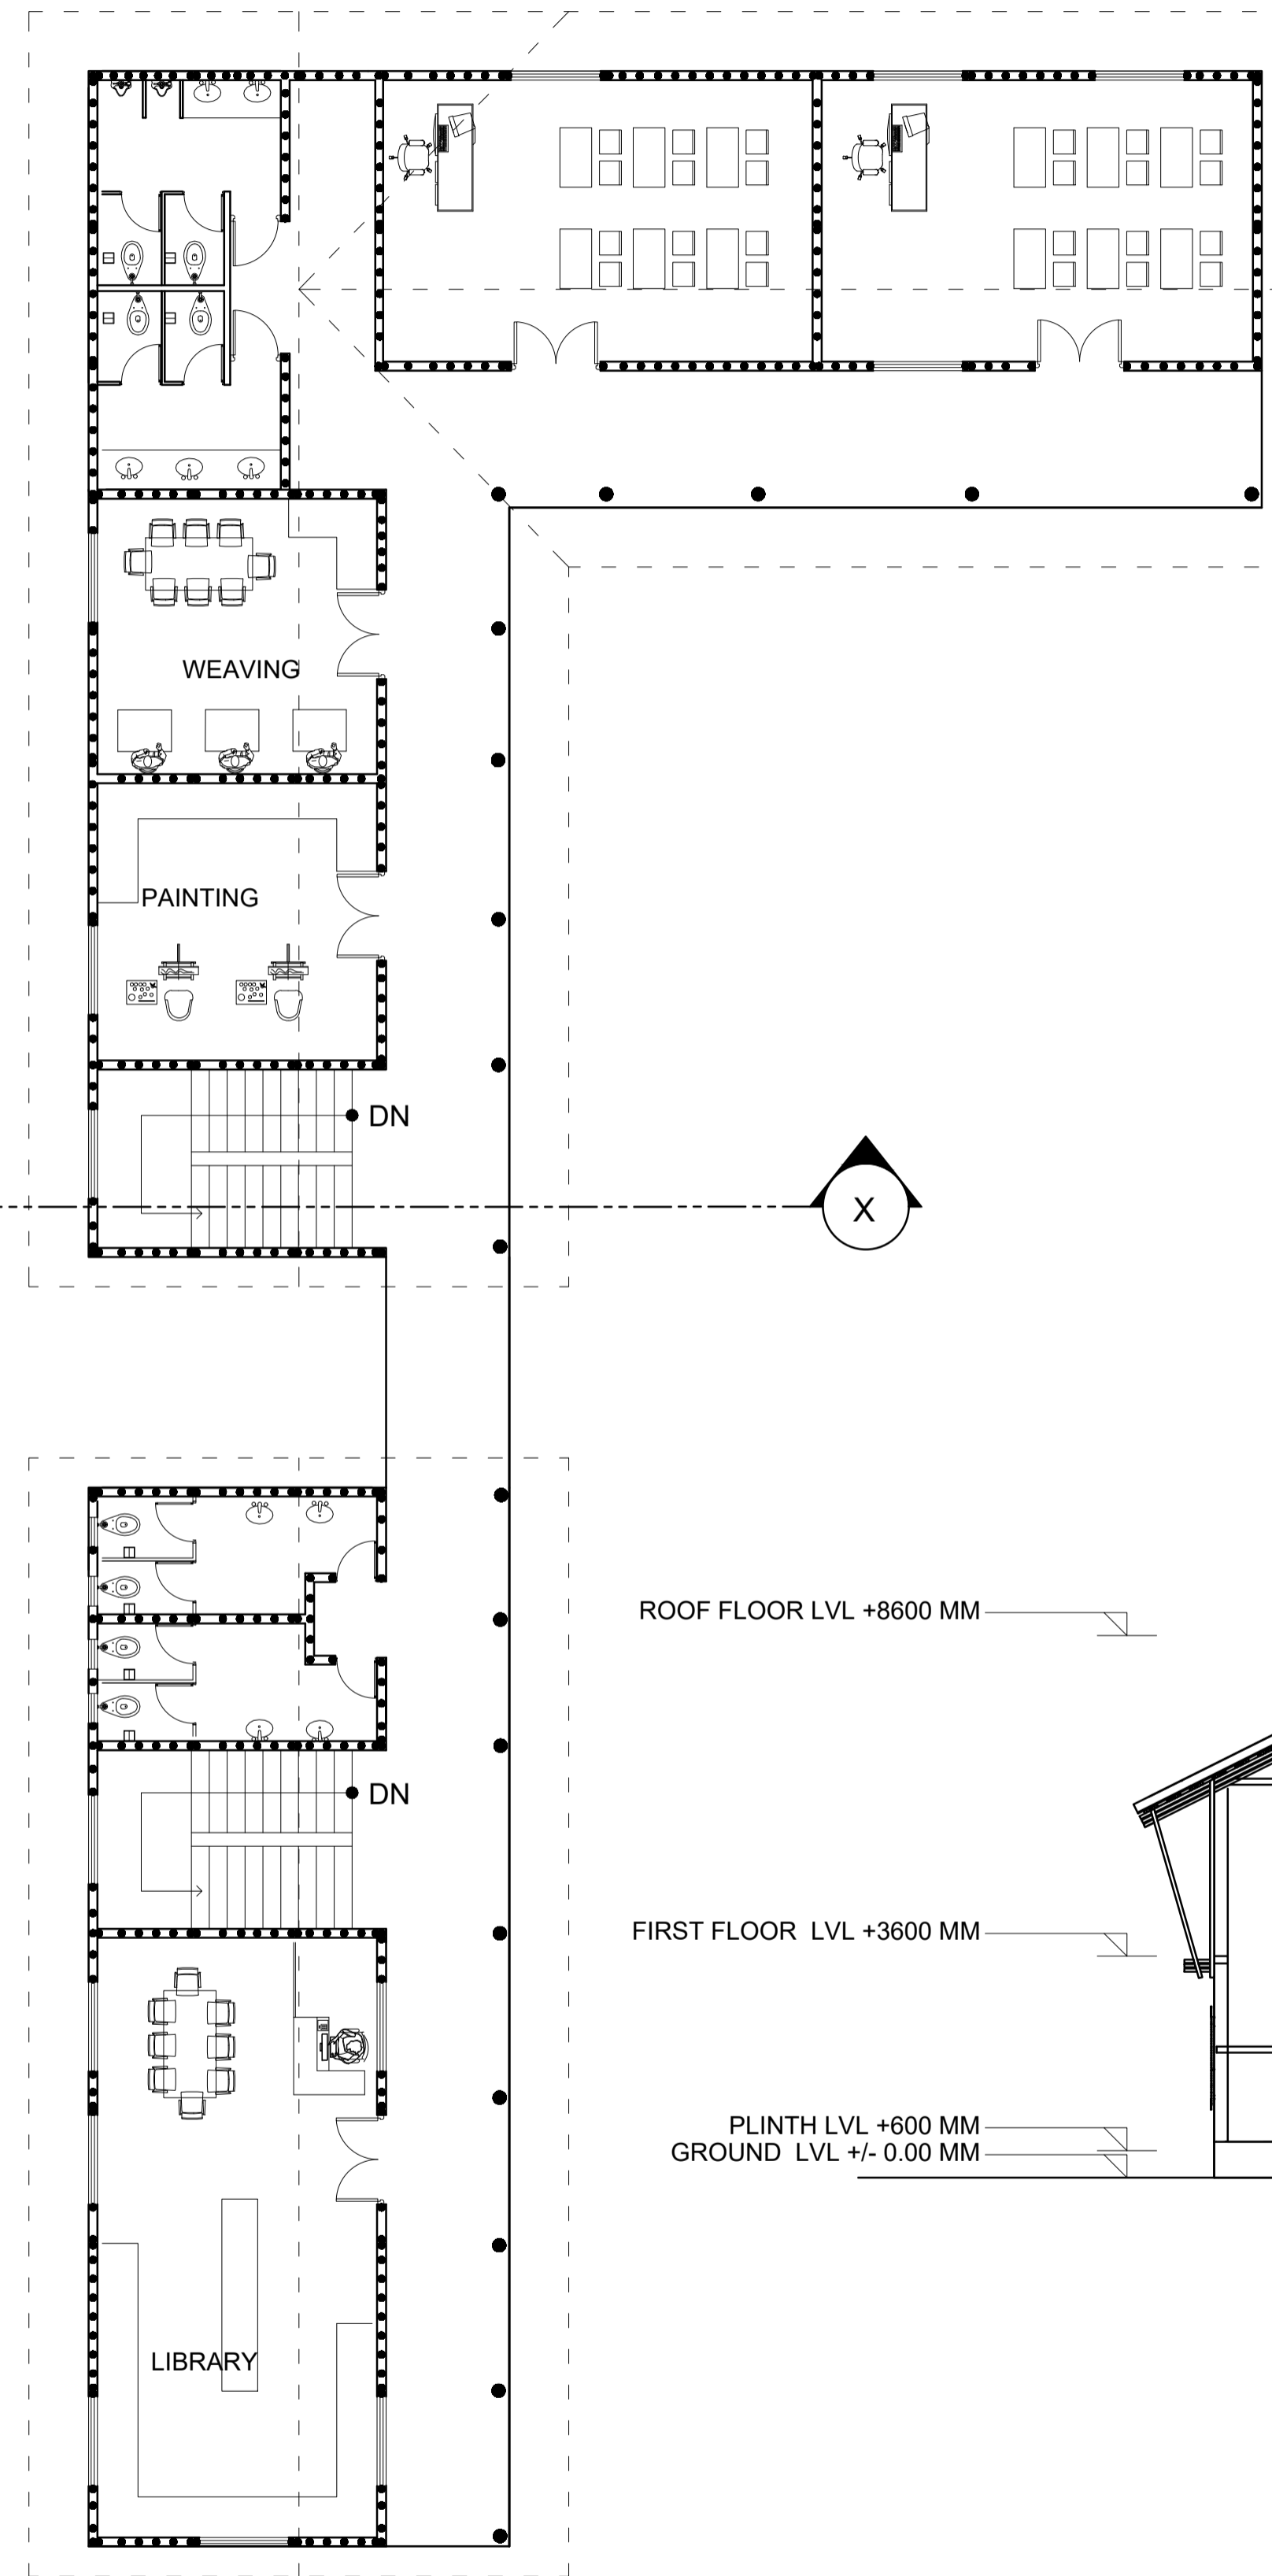 WEAVING
PAINTING
DN
X
DN
ROOF FLOOR LVL +8600 MM
FIRST FLOOR LVL +3600 MM
PLINTH LVL +600 MM
GROUND LVL +/- 0.00 MM
LIBRARY